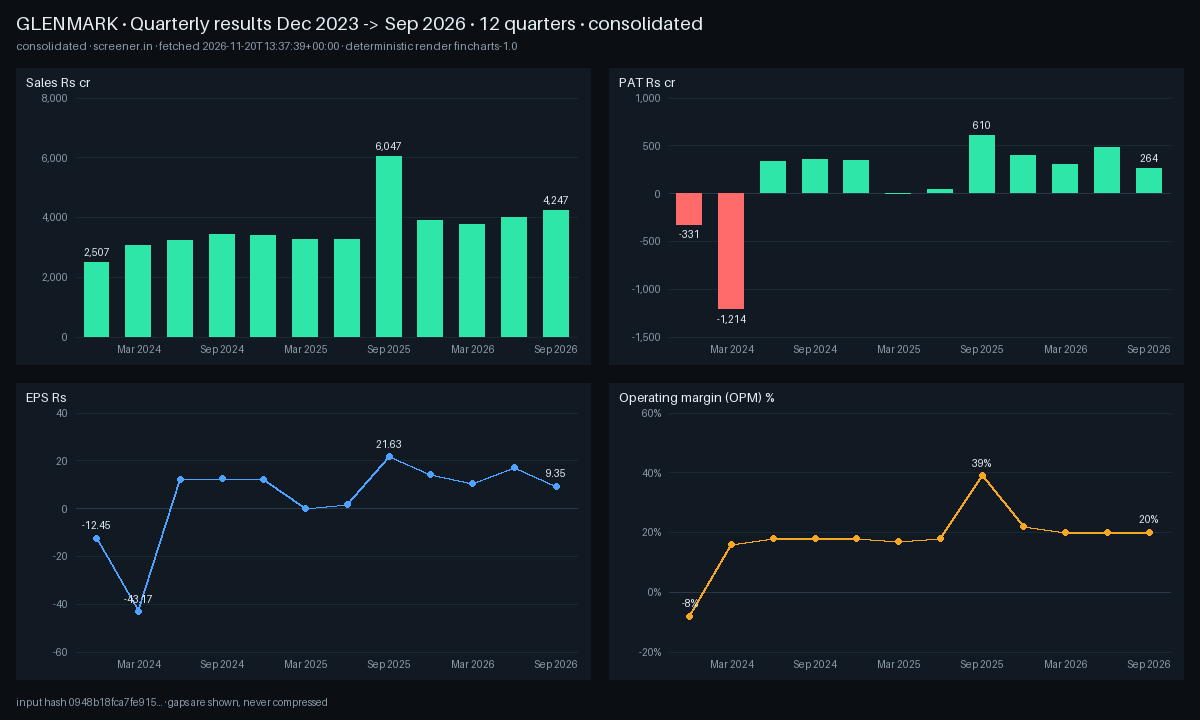 GLENMARK · Quarterly results Dec 2023 -> Sep 2026 · 12 quarters · consolidated
consolidated · screener.in · fetched 2026-11-20T13:37:39+00:00 · deterministic render fincharts-1.0
Sales Rs cr
8,000
6,000
4,000
2,000
0
2,507
6,047
4,247
Mar 2024
Sep 2024
Mar 2025
Sep 2025
Mar 2026
Sep 2026
PAT Rs cr
1,000
500
0
-500
-1,000
-1,500
-331
-1,214
610
264
Mar 2024
Sep 2024
Mar 2025
Sep 2025
Mar 2026
Sep 2026
EPS Rs
40
20
0
-20
-40
-60
-12.45
-43.17
21.63
9.35
Mar 2024
Sep 2024
Mar 2025
Sep 2025
Mar 2026
Sep 2026
Operating margin (OPM) %
60%
40%
20%
0%
-20%
-8%
39%
20%
Mar 2024
Sep 2024
Mar 2025
Sep 2025
Mar 2026
Sep 2026
input hash 0948b18fca7fe915… · gaps are shown, never compressed